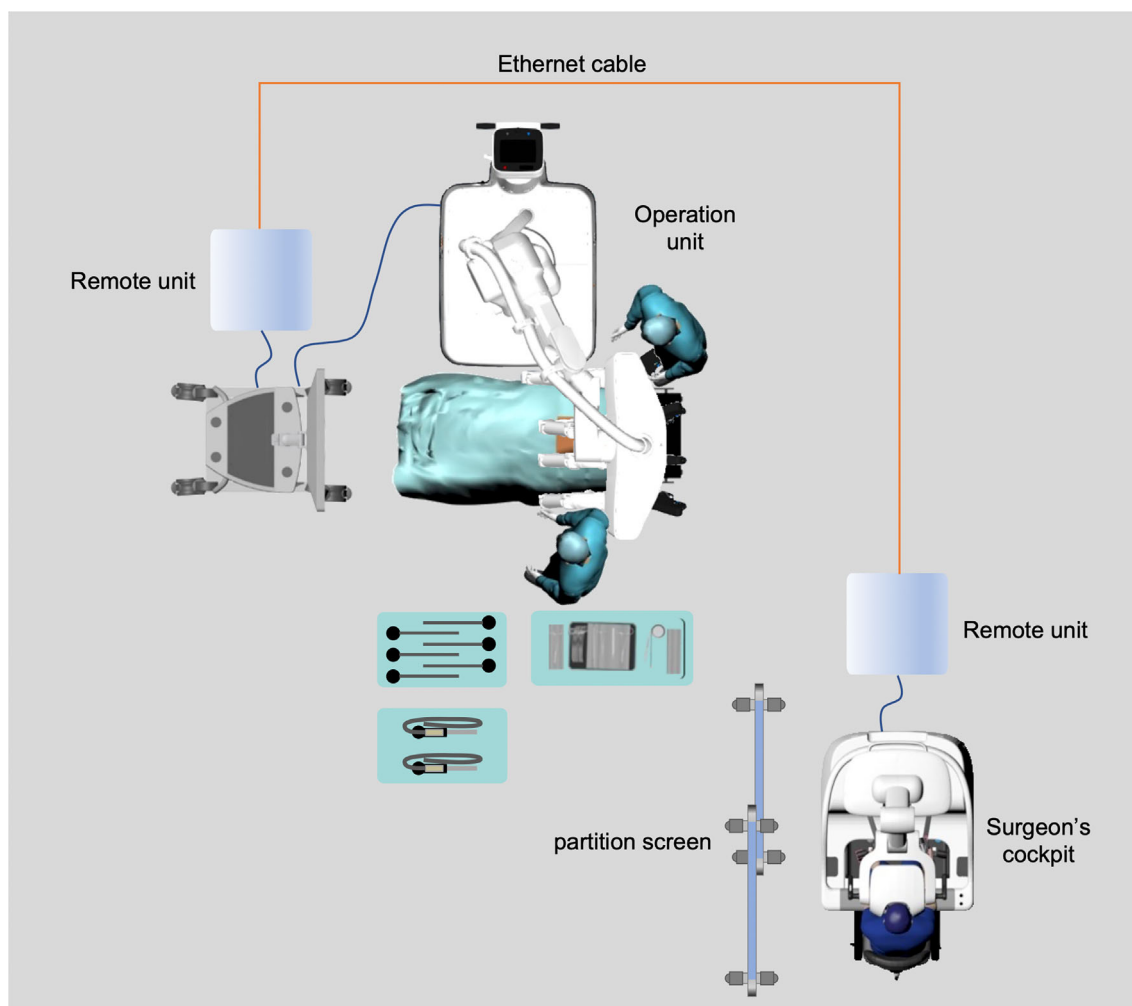 Ethernet cable
Operation
unit
Remote unit
Remote unit
partition screen
Surgeon’s
cockpit